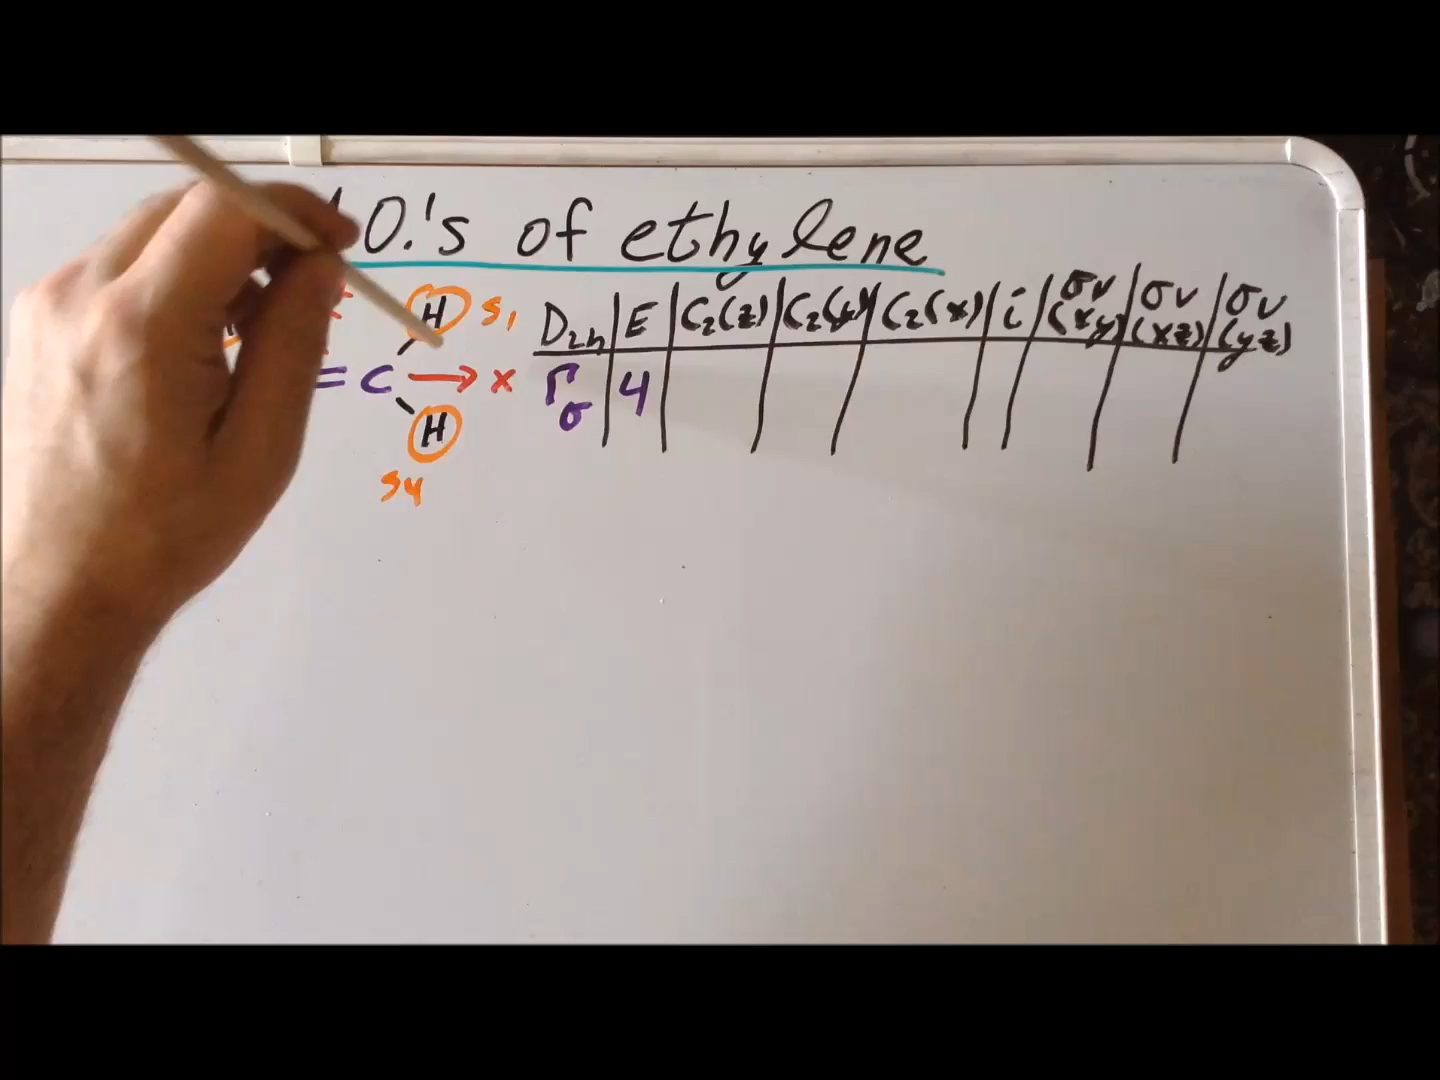 O.'s of ethylene
H S1
= C → x
H
S4
D2h E C2(z) C2(y) C2(x) i σv (xy) σv (xz) σv (yz)
Γσ 4